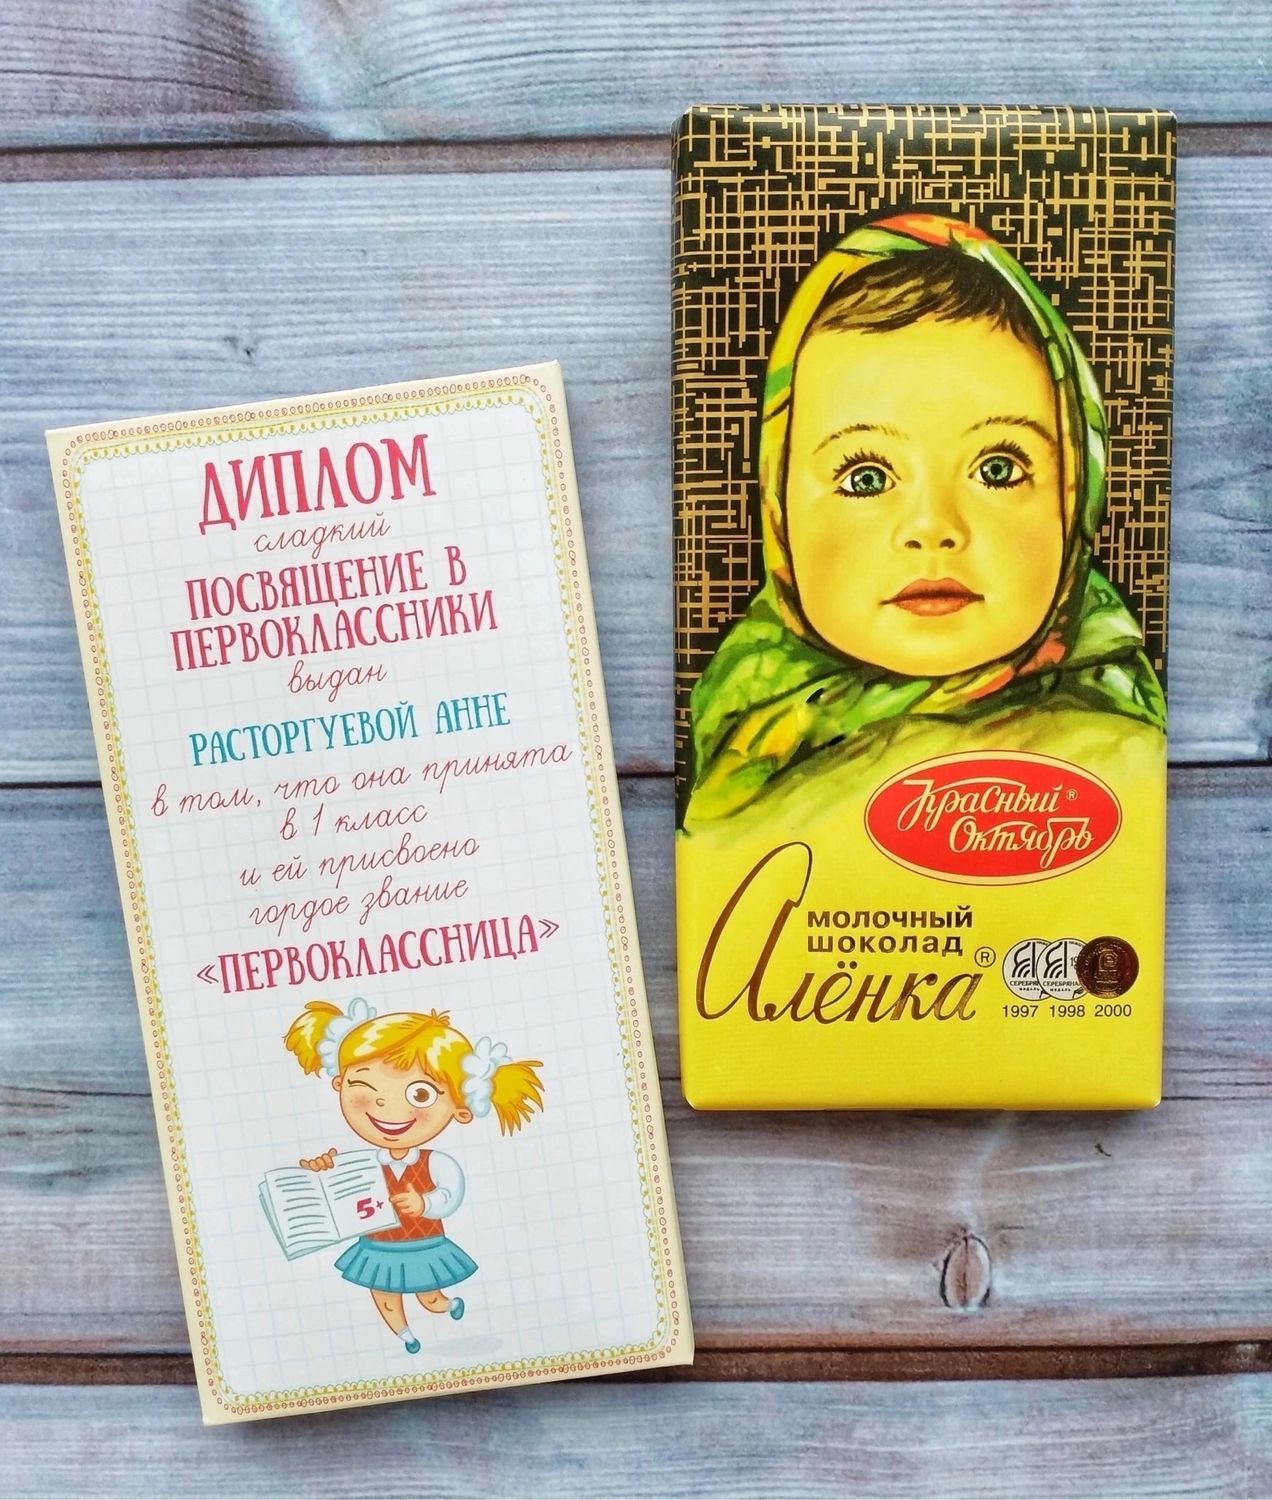 ДИПЛОМ
сладкий
ПОСВЯЩЕНИЕ В
ПЕРВОКЛАССНИКИ
выдан
РАСТОРГУЕВОЙ АННЕ
в том, что она принята
в 1 класс
и ей присвоено
гордое звание
«ПЕРВОКЛАССНИЦА»
5+
Красный®
Октябрь
МОЛОЧНЫЙ
ШОКОЛАД
Алёнка®
1997 1998 2000